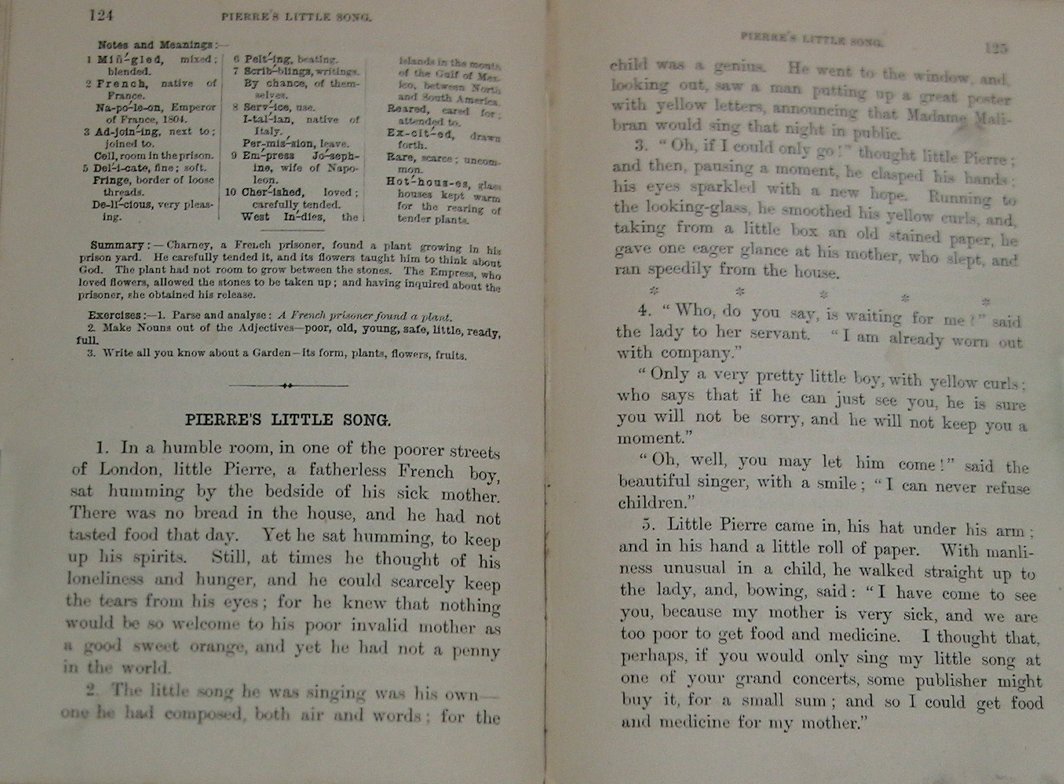 124 PIERRE'S LITTLE SONG.
Notes and Meanings:—
1 Mĭn′-gled, mixed;
blended.
2 French, native of
France.
Na-po′-le-on, Emperor
of France, 1804.
3 Ad-join′-ing, next to;
joined to.
Cell, room in the prison.
5 Del′-i-cate, fine; soft.
Fringe, border of loose
threads.
De-li′-cious, very pleas-
ing.
6 Pelt′-ing, beating.
7 Scrib′-blings, writings.
By chance, of them-
selves.
8 Serv′-ice, use.
I-tal′-ian, native of
Italy.
Per-mis′-sion, leave.
9 Em′-press Jo′-seph-
ine, wife of Napo-
leon.
10 Cher′-ished, loved;
carefully tended.
West In′-dies, the
islands in the mouth
of the Gulf of Mex-
ico, between North
and South America.
Reared, cared for;
attended to.
Ex-cit′-ed, drawn
forth.
Rare, scarce; uncom-
mon.
Hot′-hous-es, glass
houses kept warm
for the rearing of
tender plants.
Summary:—Charney, a French prisoner, found a plant growing in his
prison yard. He carefully tended it, and its flowers taught him to think about
God. The plant had not room to grow between the stones. The Empress, who
loved flowers, allowed the stones to be taken up; and having inquired about the
prisoner, she obtained his release.
Exercises:—1. Parse and analyse: A French prisoner found a plant.
2. Make Nouns out of the Adjectives—poor, old, young, safe, little, ready,
full.
3. Write all you know about a Garden—its form, plants, flowers, fruits.
PIERRE'S LITTLE SONG.
1. In a humble room, in one of the poorer streets
of London, little Pierre, a fatherless French boy,
sat humming by the bedside of his sick mother.
There was no bread in the house, and he had not
tasted food that day. Yet he sat humming, to keep
up his spirits. Still, at times he thought of his
loneliness and hunger, and he could scarcely keep
the tears from his eyes; for he knew that nothing
would be so welcome to his poor invalid mother as
a good sweet orange, and yet he had not a penny
in the world.
2. The little song he was singing was his own—
one he had composed, both air and words; for the
PIERRE'S LITTLE SONG. 125
child was a genius. He went to the window, and,
looking out, saw a man putting up a great poster
with yellow letters, announcing that Madame Mali-
bran would sing that night in public.
3. "Oh, if I could only go!" thought little Pierre;
and then, pausing a moment, he clasped his hands;
his eyes sparkled with a new hope. Running to
the looking-glass, he smoothed his yellow curls, and,
taking from a little box an old stained paper, he
gave one eager glance at his mother, who slept, and
ran speedily from the house.
* * * * *
4. "Who, do you say, is waiting for me?" said
the lady to her servant. "I am already worn out
with company."
"Only a very pretty little boy, with yellow curls;
who says that if he can just see you, he is sure
you will not be sorry, and he will not keep you a
moment."
"Oh, well, you may let him come!" said the
beautiful singer, with a smile; "I can never refuse
children."
5. Little Pierre came in, his hat under his arm;
and in his hand a little roll of paper. With manli-
ness unusual in a child, he walked straight up to
the lady, and, bowing, said: "I have come to see
you, because my mother is very sick, and we are
too poor to get food and medicine. I thought that,
perhaps, if you would only sing my little song at
one of your grand concerts, some publisher might
buy it, for a small sum; and so I could get food
and medicine for my mother."